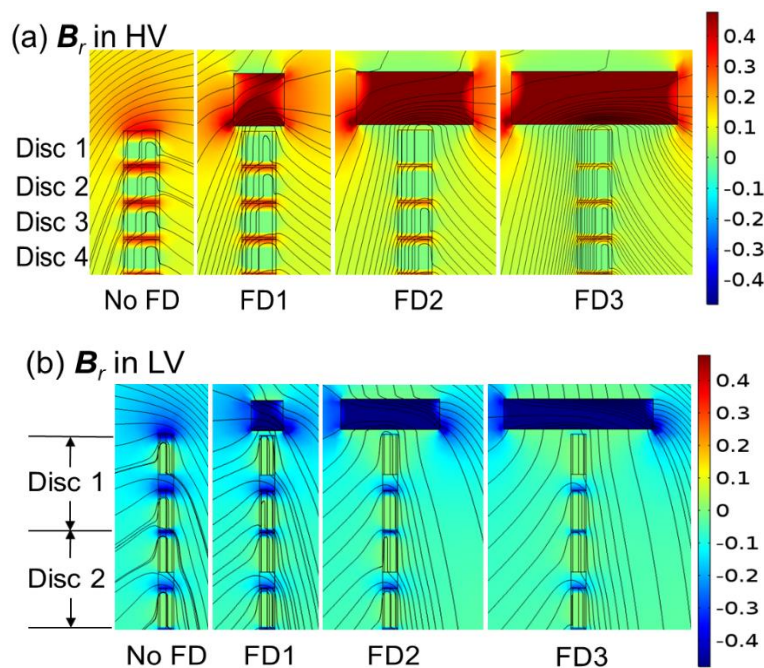 (a) Br in HV
0.4
0.3
0.2
0.1
0
-0.1
-0.2
-0.3
-0.4
Disc 1
Disc 2
Disc 3
Disc 4
No FD FD1 FD2 FD3
(b) Br in LV
0.4
0.3
0.2
0.1
0
-0.1
-0.2
-0.3
-0.4
Disc 1
Disc 2
No FD FD1 FD2 FD3